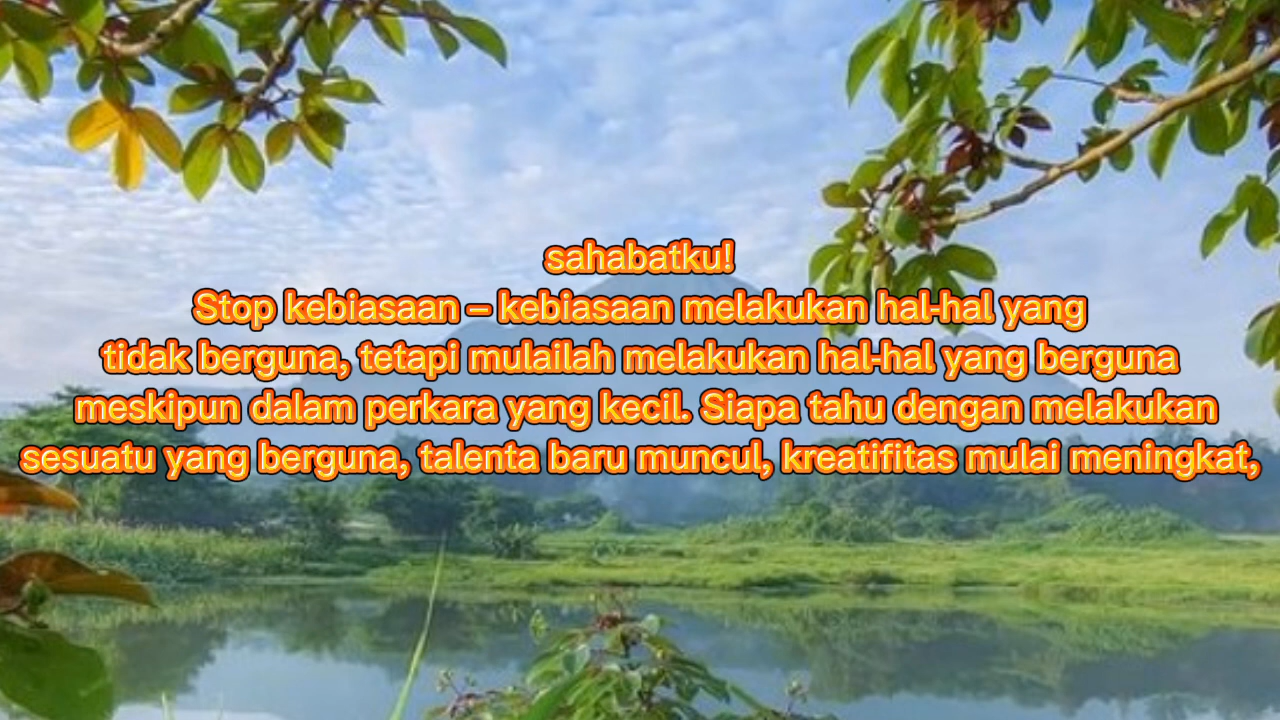 sahabatku!
Stop kebiasaan – kebiasaan melakukan hal-hal yang
tidak berguna, tetapi mulailah melakukan hal-hal yang berguna
meskipun dalam perkara yang kecil. Siapa tahu dengan melakukan
sesuatu yang berguna, talenta baru muncul, kreatifitas mulai meningkat,